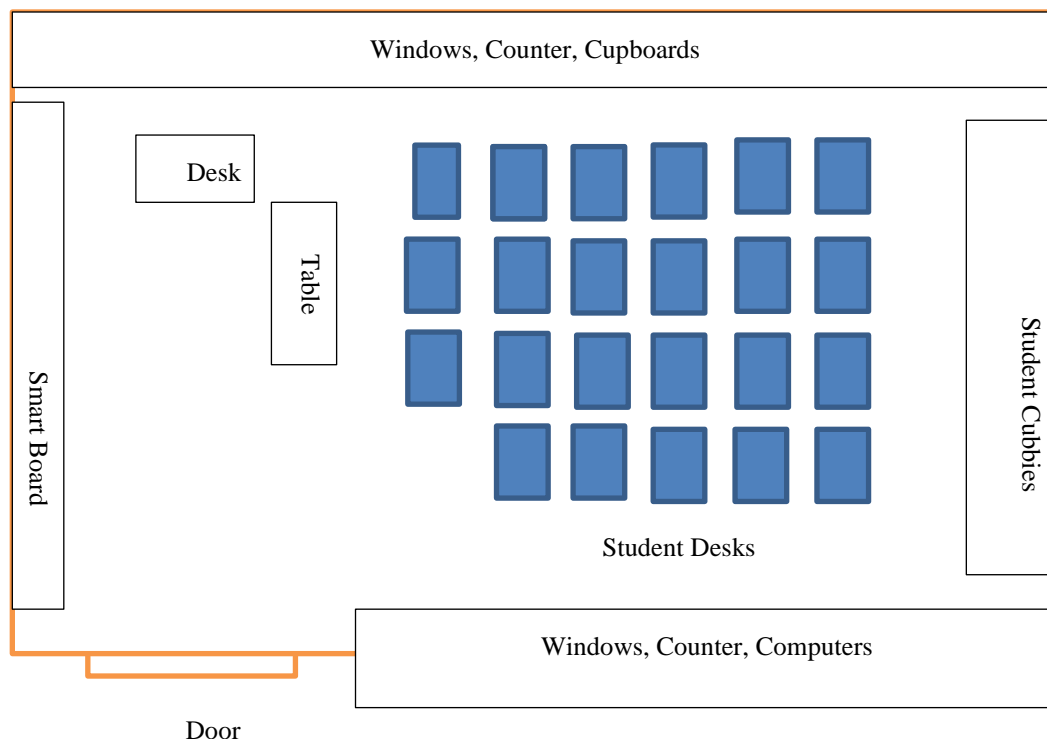 Windows, Counter, Cupboards
Desk
Table
Smart Board
Student Cubbies
Student Desks
Windows, Counter, Computers
Door